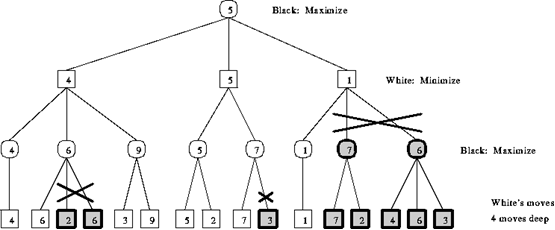 5 Black: Maximize
4 5 1 White: Minimize
4 6 9 5 7 1 7 6 Black: Maximize
White's moves
4 6 2 6 3 9 5 2 7 3 1 7 2 4 6 3 4 moves deep